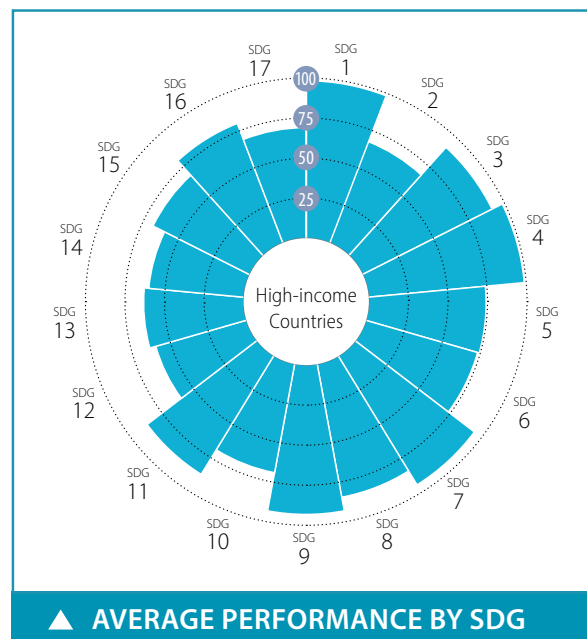 SDG
1
SDG
2
SDG
3
SDG
4
SDG
5
SDG
6
SDG
7
SDG
8
SDG
9
SDG
10
SDG
11
SDG
12
SDG
13
SDG
14
SDG
15
SDG
16
SDG
17
100
75
50
25
High-income
Countries
▲ AVERAGE PERFORMANCE BY SDG